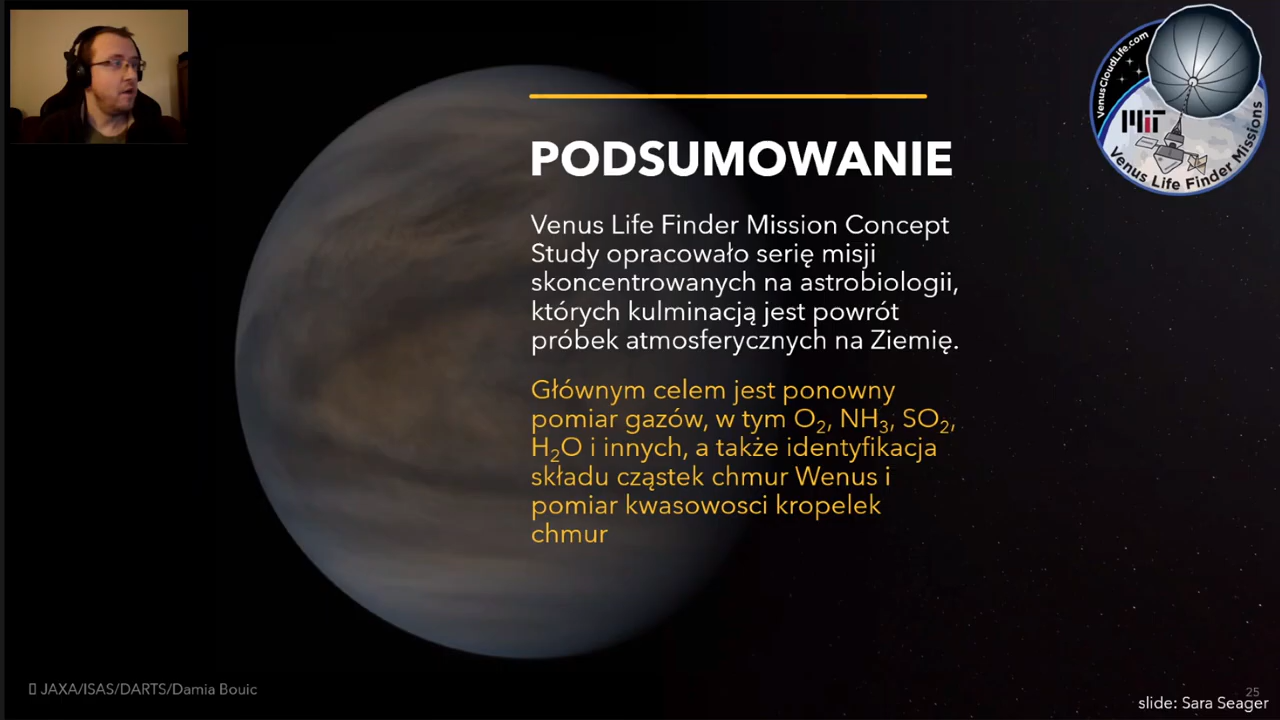 VenusCloudLife.com
MIT
Venus Life Finder Missions
PODSUMOWANIE
Venus Life Finder Mission Concept
Study opracowało serię misji
skoncentrowanych na astrobiologii,
których kulminacją jest powrót
próbek atmosferycznych na Ziemię.
Głównym celem jest ponowny
pomiar gazów, w tym O₂, NH₃, SO₂,
H₂O i innych, a także identyfikacja
składu cząstek chmur Wenus i
pomiar kwasowosci kropelek
chmur
JAXA/ISAS/DARTS/Damia Bouic
25
slide: Sara Seager